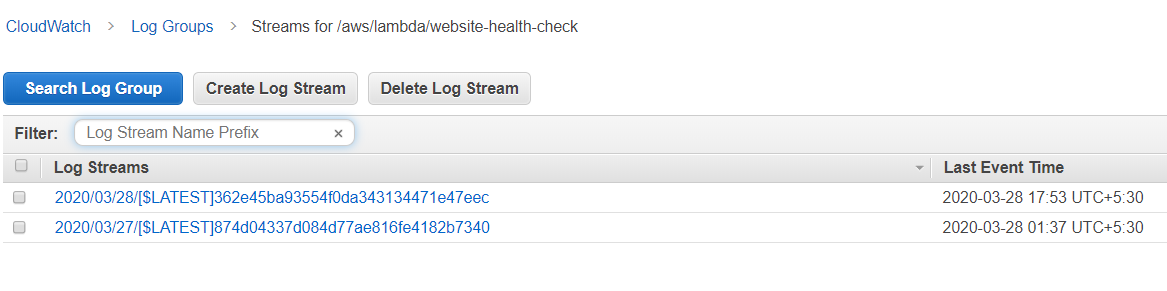 CloudWatch > Log Groups > Streams for /aws/lambda/website-health-check
Search Log Group Create Log Stream Delete Log Stream
Filter: Log Stream Name Prefix ×
Log Streams Last Event Time
2020/03/28/[$LATEST]362e45ba93554f0da343134471e47eec 2020-03-28 17:53 UTC+5:30
2020/03/27/[$LATEST]874d04337d084d77ae816fe4182b7340 2020-03-28 01:37 UTC+5:30